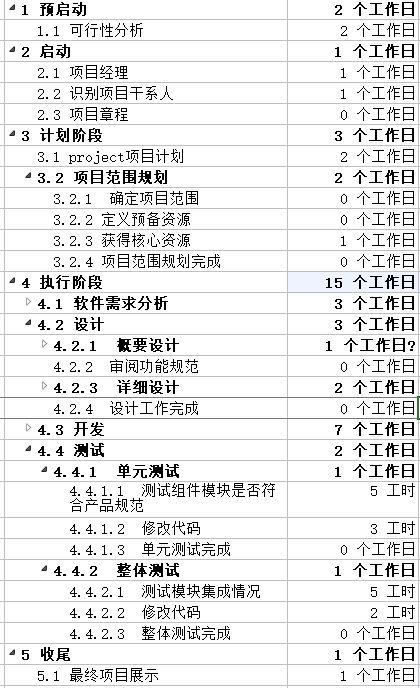 1 预启动 2 个工作日
1.1 可行性分析 2 个工作日
2 启动 1 个工作日
2.1 项目经理 1 个工作日
2.2 识别项目干系人 1 个工作日
2.3 项目章程 0 个工作日
3 计划阶段 3 个工作日
3.1 project项目计划 2 个工作日
3.2 项目范围规划 2 个工作日
3.2.1 确定项目范围 0 个工作日
3.2.2 定义预备资源 0 个工作日
3.2.3 获得核心资源 1 个工作日
3.2.4 项目范围规划完成 0 个工作日
4 执行阶段 15 个工作日
4.1 软件需求分析 3 个工作日
4.2 设计 3 个工作日
4.2.1 概要设计 1 个工作日?
4.2.2 审阅功能规范 0 个工作日
4.2.3 详细设计 2 个工作日
4.2.4 设计工作完成 0 个工作日
4.3 开发 7 个工作日
4.4 测试 2 个工作日
4.4.1 单元测试 1 个工作日
4.4.1.1 测试组件模块是否符 5 工时
合产品规范
4.4.1.2 修改代码 3 工时
4.4.1.3 单元测试完成 0 个工作日
4.4.2 整体测试 1 个工作日
4.4.2.1 测试模块集成情况 5 工时
4.4.2.2 修改代码 2 工时
4.4.2.3 整体测试完成 0 个工作日
5 收尾 1 个工作日
5.1 最终项目展示 1 个工作日